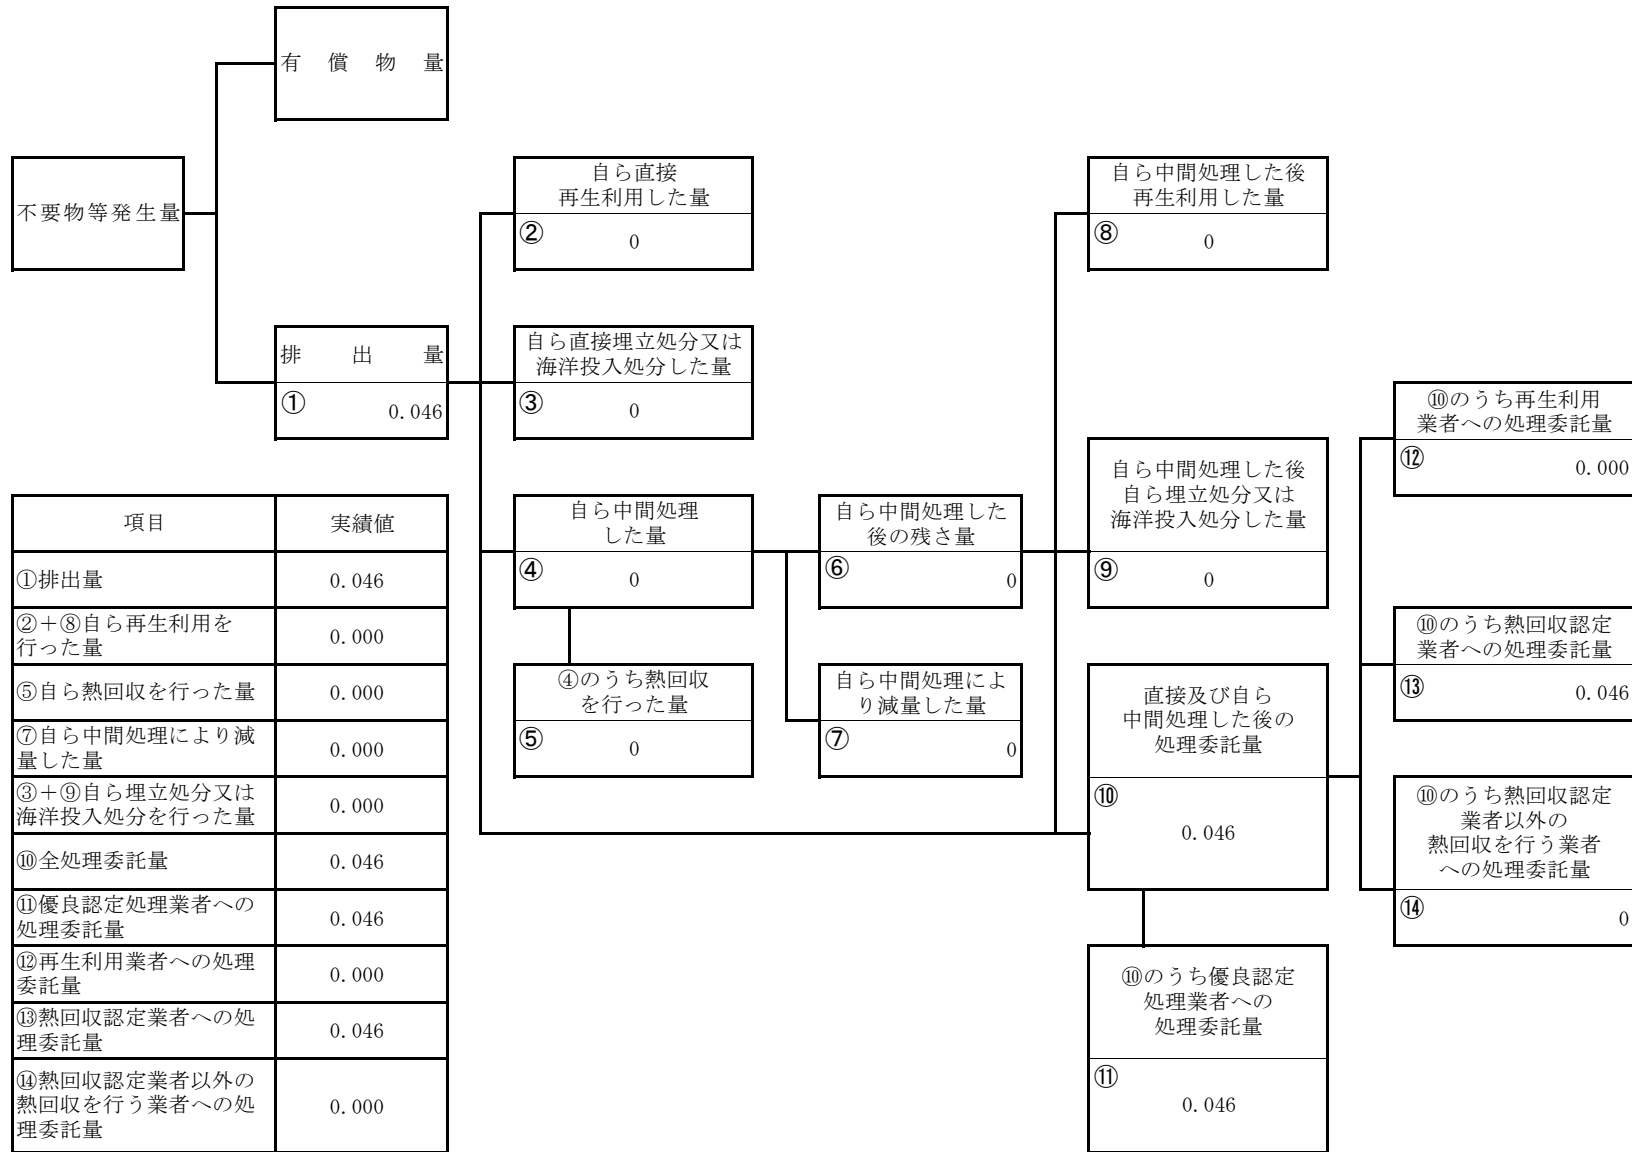 有償物量
不要物等発生量
自ら直接
再生利用した量
② 0
自ら中間処理した後
再生利用した量
⑧ 0
排出量
① 0.046
自ら直接埋立処分又は
海洋投入処分した量
③ 0
⑩のうち再生利用
業者への処理委託量
⑫ 0.000
自ら中間処理
した量
④ 0
自ら中間処理した
後の残さ量
⑥ 0
自ら中間処理した後
自ら埋立処分又は
海洋投入処分した量
⑨ 0
⑩のうち熱回収認定
業者への処理委託量
⑬ 0.046
④のうち熱回収
を行った量
⑤ 0
自ら中間処理によ
り減量した量
⑦ 0
直接及び自ら
中間処理した後の
処理委託量
⑩
0.046
⑩のうち熱回収認定
業者以外の
熱回収を行う業者
への処理委託量
⑭ 0
⑩のうち優良認定
処理業者への
処理委託量
⑪
0.046
項目 実績値
①排出量 0.046
②+⑧自ら再生利用を
行った量 0.000
⑤自ら熱回収を行った量 0.000
⑦自ら中間処理により減
量した量 0.000
③+⑨自ら埋立処分又は
海洋投入処分を行った量 0.000
⑩全処理委託量 0.046
⑪優良認定処理業者への
処理委託量 0.046
⑫再生利用業者への処理
委託量 0.000
⑬熱回収認定業者への処
理委託量 0.046
⑭熱回収認定業者以外の
熱回収を行う業者への処
理委託量 0.000